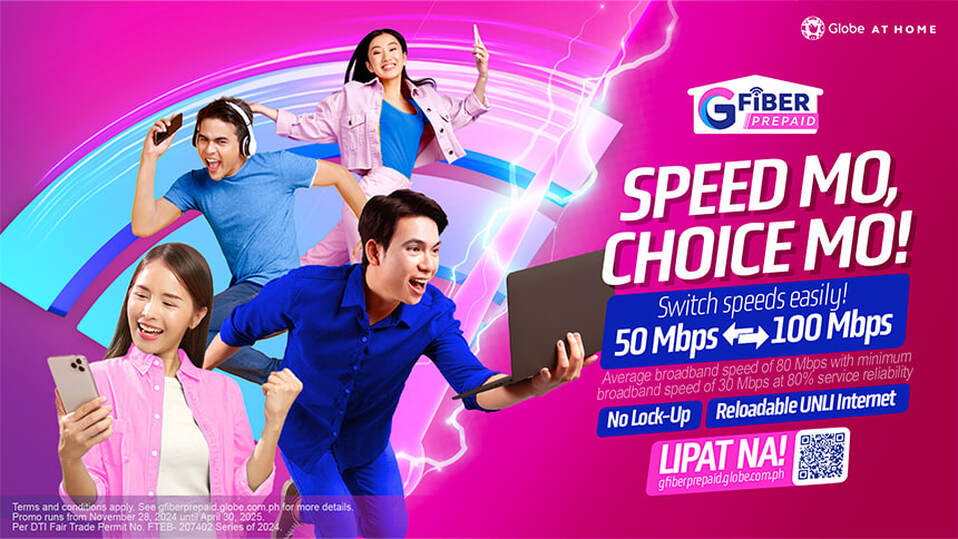 Globe AT HOME
GFiBER
PREPAID
SPEED MO,
CHOICE MO!
Switch speeds easily!
50 Mbps 100 Mbps
Average broadband speed of 80 Mbps with minimum
broadband speed of 30 Mbps at 80% service reliability
No Lock-Up Reloadable UNLI Internet
LIPAT NA!
gfiberprepaid.globe.com.ph
Terms and conditions apply. See gfiberprepaid.globe.com.ph for more details.
Promo runs from November 28, 2024 until April 30, 2025.
Per DTI Fair Trade Permit No. FTEB- 207402 Series of 2024.